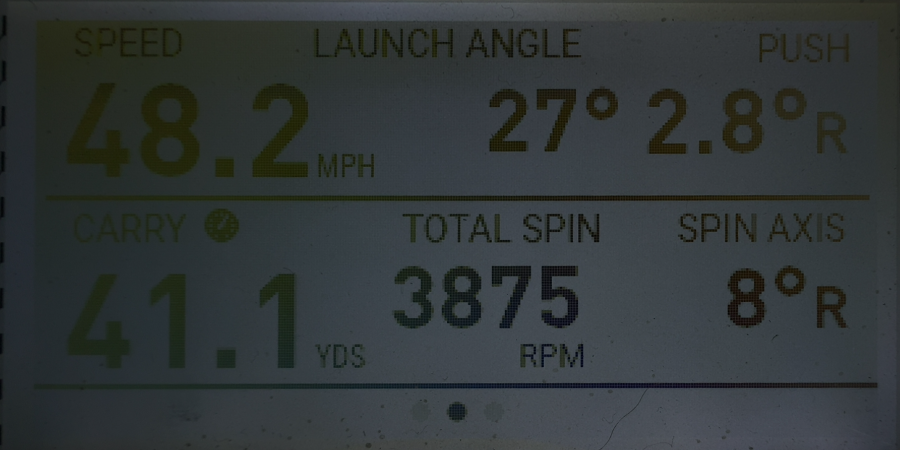 SPEED LAUNCH ANGLE PUSH
48.2 MPH 27° 2.8° R
CARRY TOTAL SPIN SPIN AXIS
41.1 YDS 3875 RPM 8° R